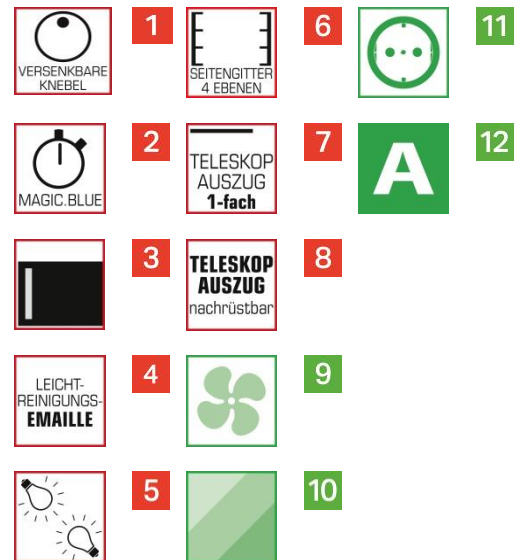 VERSENKBARE
KNEBEL
1
SEITENGITTER
4 EBENEN
6
11
MAGIC.BLUE
2
TELESKOP
AUSZUG
1-fach
7
A
12
3
TELESKOP
AUSZUG
nachrüstbar
8
LEICHT-
REINIGUNGS-
EMAILLE
4
9
5
10